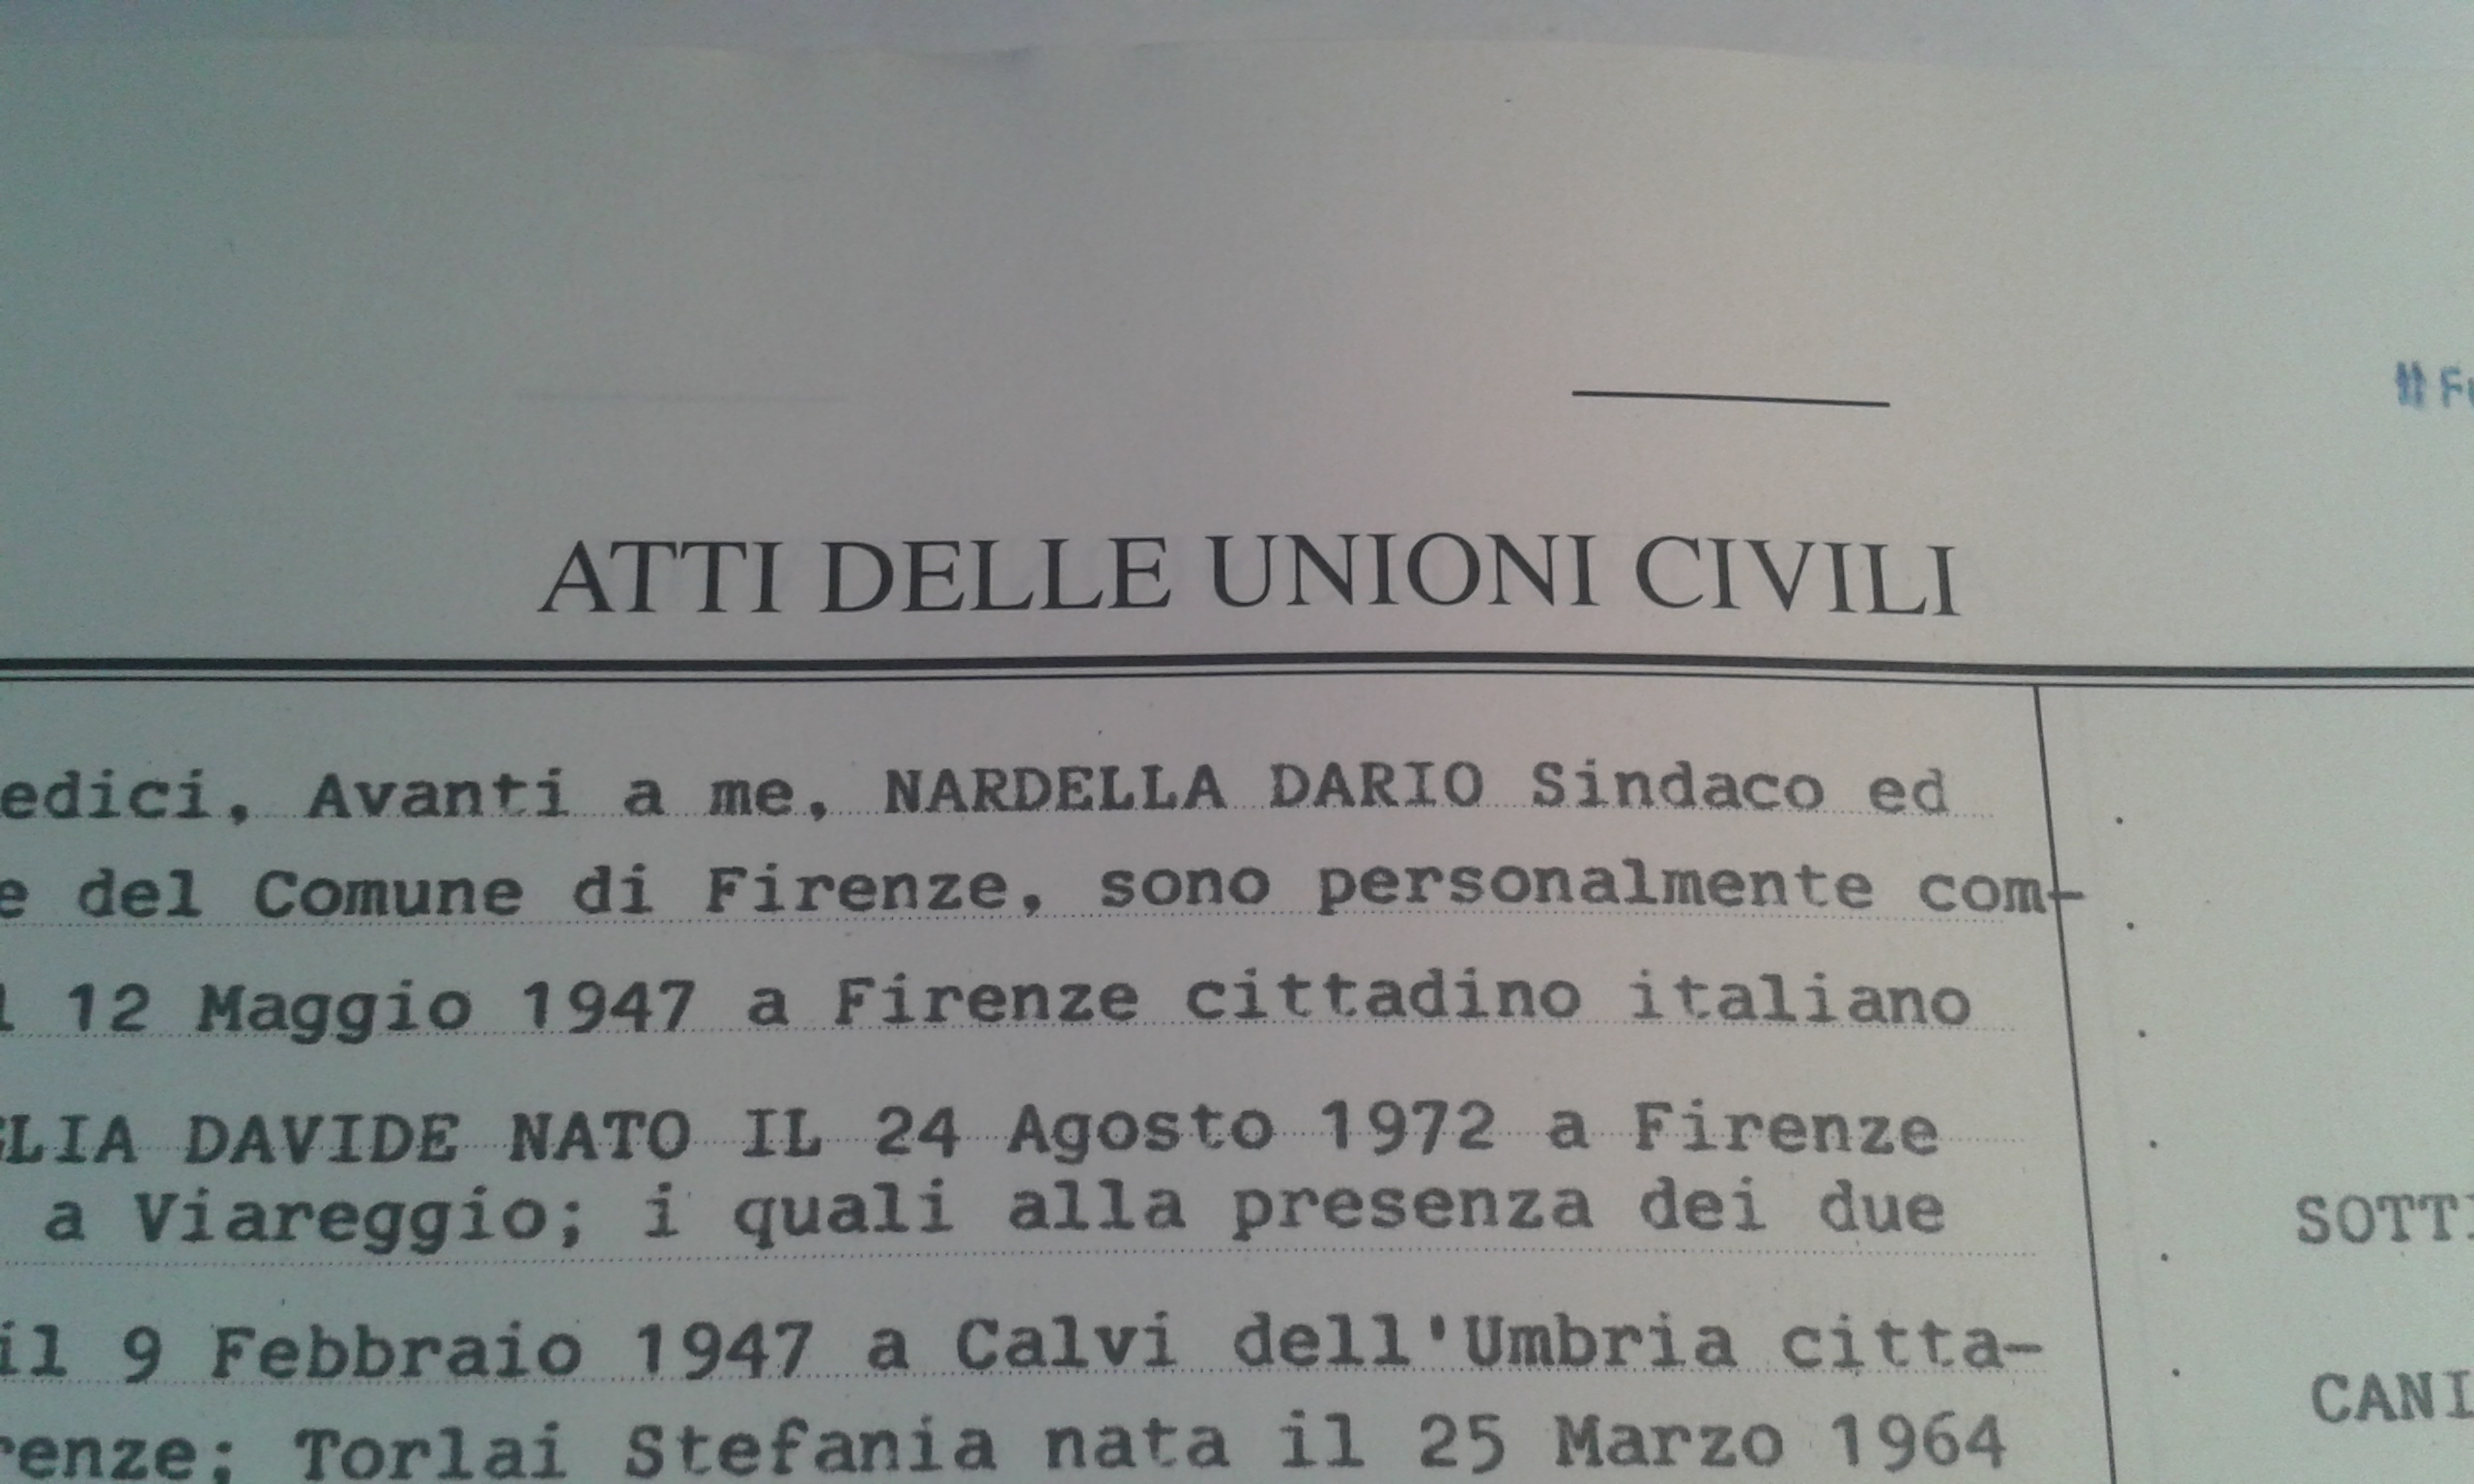 ATTI DELLE UNIONI CIVILI
edici, Avanti a me, NARDELLA DARIO Sindaco ed
e del Comune di Firenze, sono personalmente com-
l 12 Maggio 1947 a Firenze cittadino italiano
GLIA DAVIDE NATO IL 24 Agosto 1972 a Firenze
a Viareggio; i quali alla presenza dei due
SOTT
il 9 Febbraio 1947 a Calvi dell'Umbria citta-
CANI
renze; Torlai Stefania nata il 25 Marzo 1964